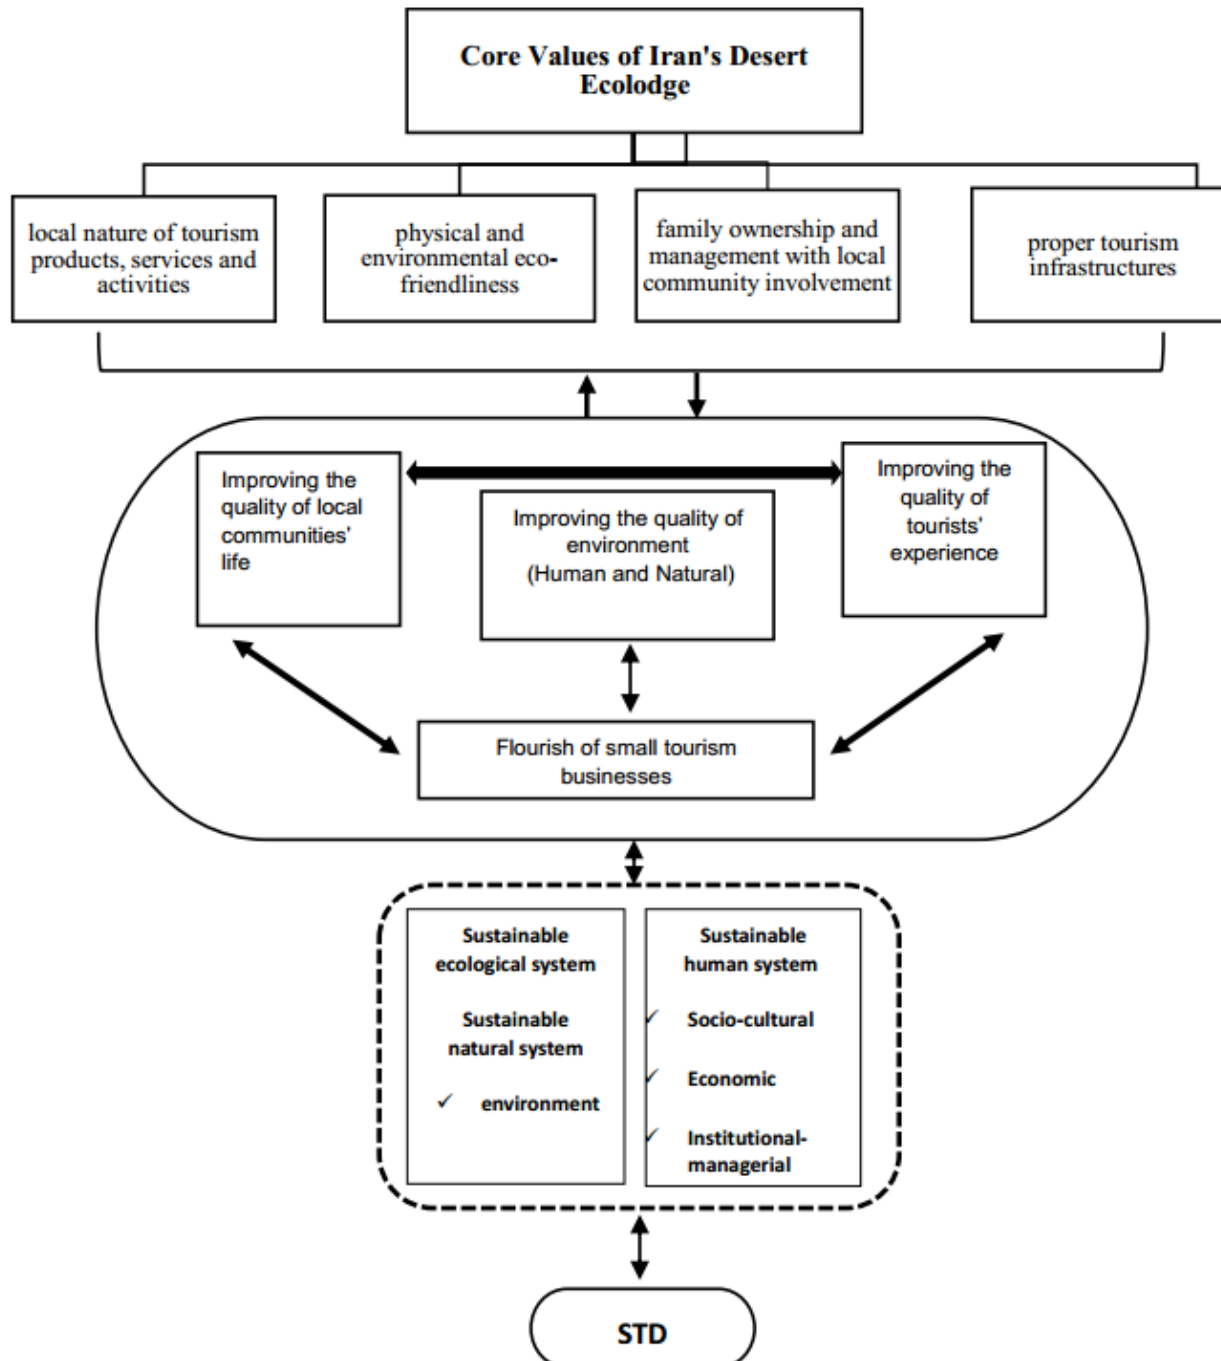 Core Values of Iran's Desert
Ecolodge
local nature of tourism
products, services and
activities
physical and
environmental eco-
friendliness
family ownership and
management with local
community involvement
proper tourism
infrastructures
Improving the
quality of local
communities'
life
Improving the quality of
environment
(Human and Natural)
Improving the
quality of
tourists'
experience
Flourish of small tourism
businesses
Sustainable
ecological system
Sustainable
natural system
✓ environment
Sustainable
human system
✓ Socio-cultural
✓ Economic
✓ Institutional-
managerial
STD